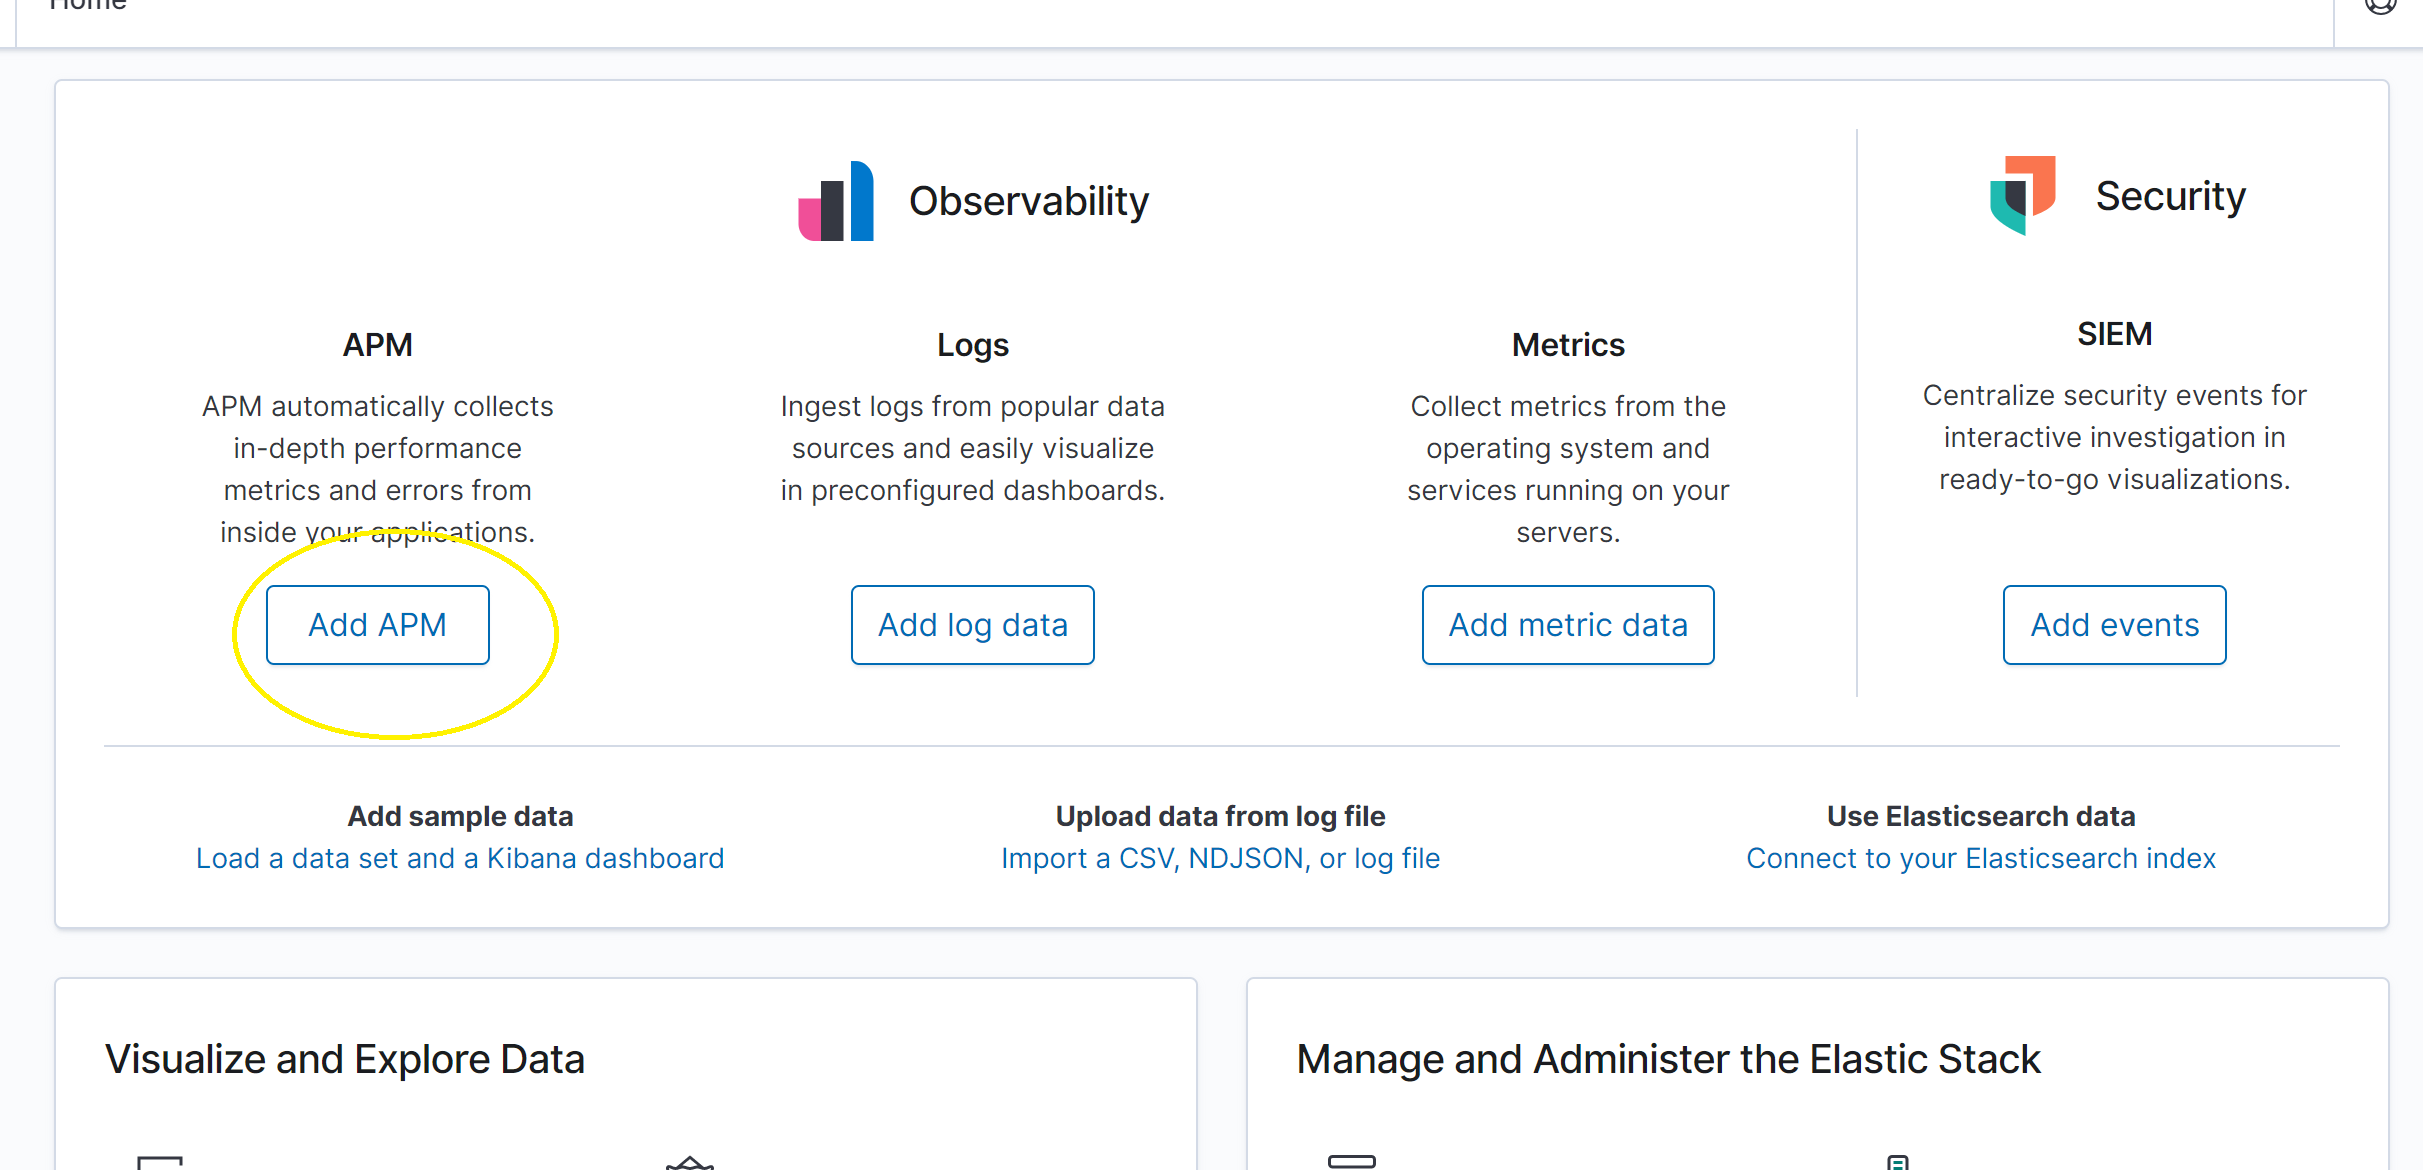 Home
Observability
Security
APM
APM automatically collects
in-depth performance
metrics and errors from
inside your applications.
Add APM
Logs
Ingest logs from popular data
sources and easily visualize
in preconfigured dashboards.
Add log data
Metrics
Collect metrics from the
operating system and
services running on your
servers.
Add metric data
SIEM
Centralize security events for
interactive investigation in
ready-to-go visualizations.
Add events
Add sample data
Load a data set and a Kibana dashboard
Upload data from log file
Import a CSV, NDJSON, or log file
Use Elasticsearch data
Connect to your Elasticsearch index
Visualize and Explore Data
Manage and Administer the Elastic Stack